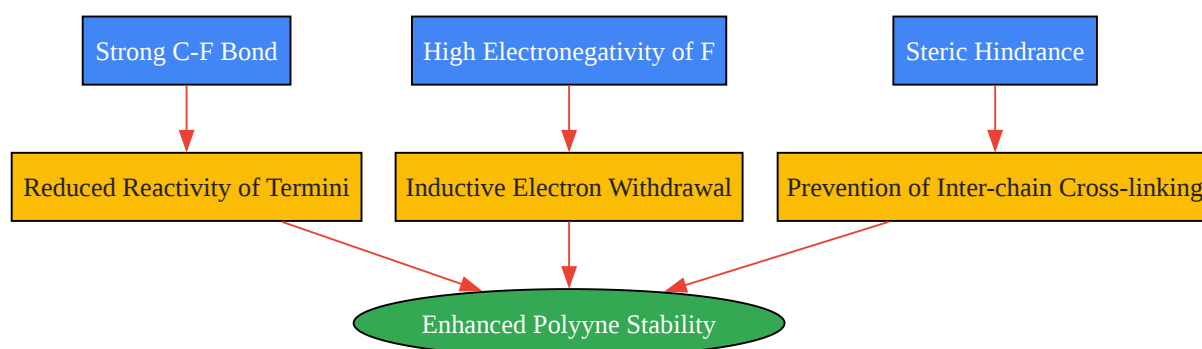 Strong C-F Bond
High Electronegativity of F
Steric Hindrance
Reduced Reactivity of Termini
Inductive Electron Withdrawal
Prevention of Inter-chain Cross-linking
Enhanced Polyyne Stability